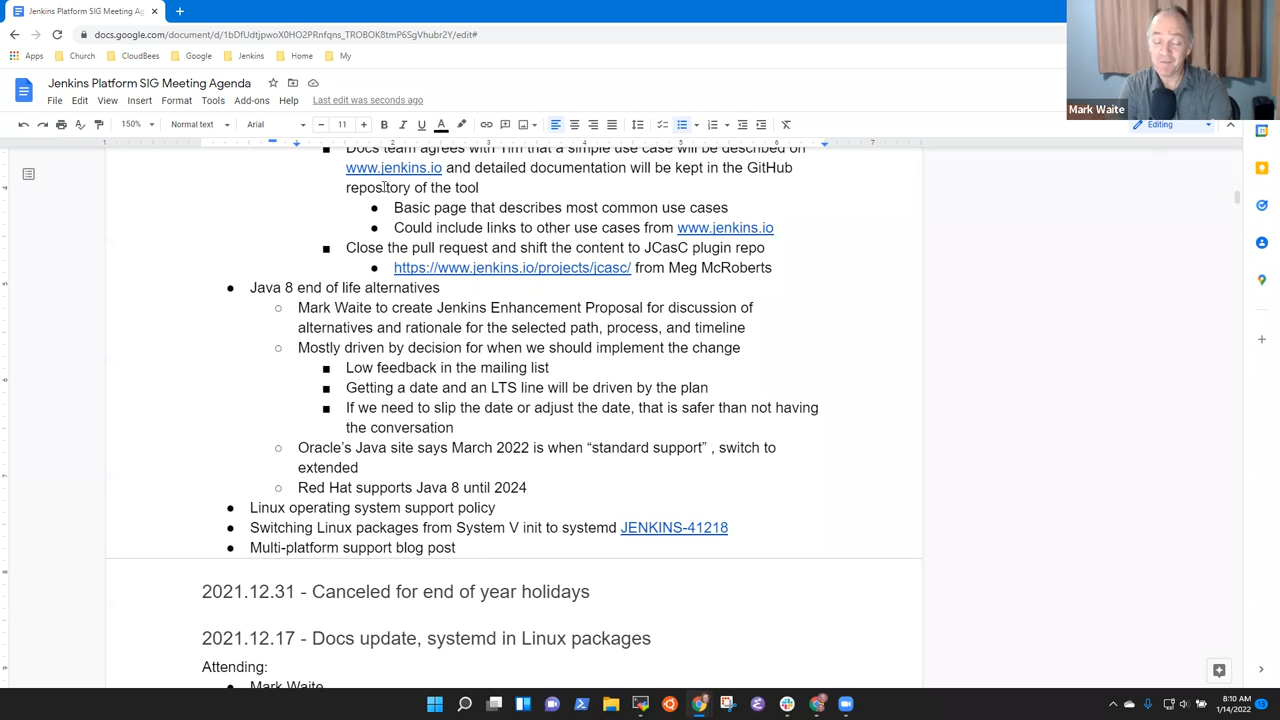 Jenkins Platform SIG Meeting Ag
docs.google.com/document/d/1bDfUdtjpwoX0HO2PRnfqns_TROBOK8tmP6SgVhubr2Y/edit#
Apps Church CloudBees Google Jenkins Home My
Jenkins Platform SIG Meeting Agenda
File Edit View Insert Format Tools Add-ons Help Last edit was seconds ago
Mark Waite
150% Normal text Arial 11 Editing
1 2 3 4 5 6 7
Docs team agrees with Tim that a simple use case will be described on
www.jenkins.io and detailed documentation will be kept in the GitHub
repository of the tool
Basic page that describes most common use cases
Could include links to other use cases from www.jenkins.io
Close the pull request and shift the content to JCasC plugin repo
https://www.jenkins.io/projects/jcasc/ from Meg McRoberts
Java 8 end of life alternatives
Mark Waite to create Jenkins Enhancement Proposal for discussion of
alternatives and rationale for the selected path, process, and timeline
Mostly driven by decision for when we should implement the change
Low feedback in the mailing list
Getting a date and an LTS line will be driven by the plan
If we need to slip the date or adjust the date, that is safer than not having
the conversation
Oracle's Java site says March 2022 is when “standard support” , switch to
extended
Red Hat supports Java 8 until 2024
Linux operating system support policy
Switching Linux packages from System V init to systemd JENKINS-41218
Multi-platform support blog post
2021.12.31 - Canceled for end of year holidays
2021.12.17 - Docs update, systemd in Linux packages
Attending:
Mark Waite
8:10 AM
1/14/2022